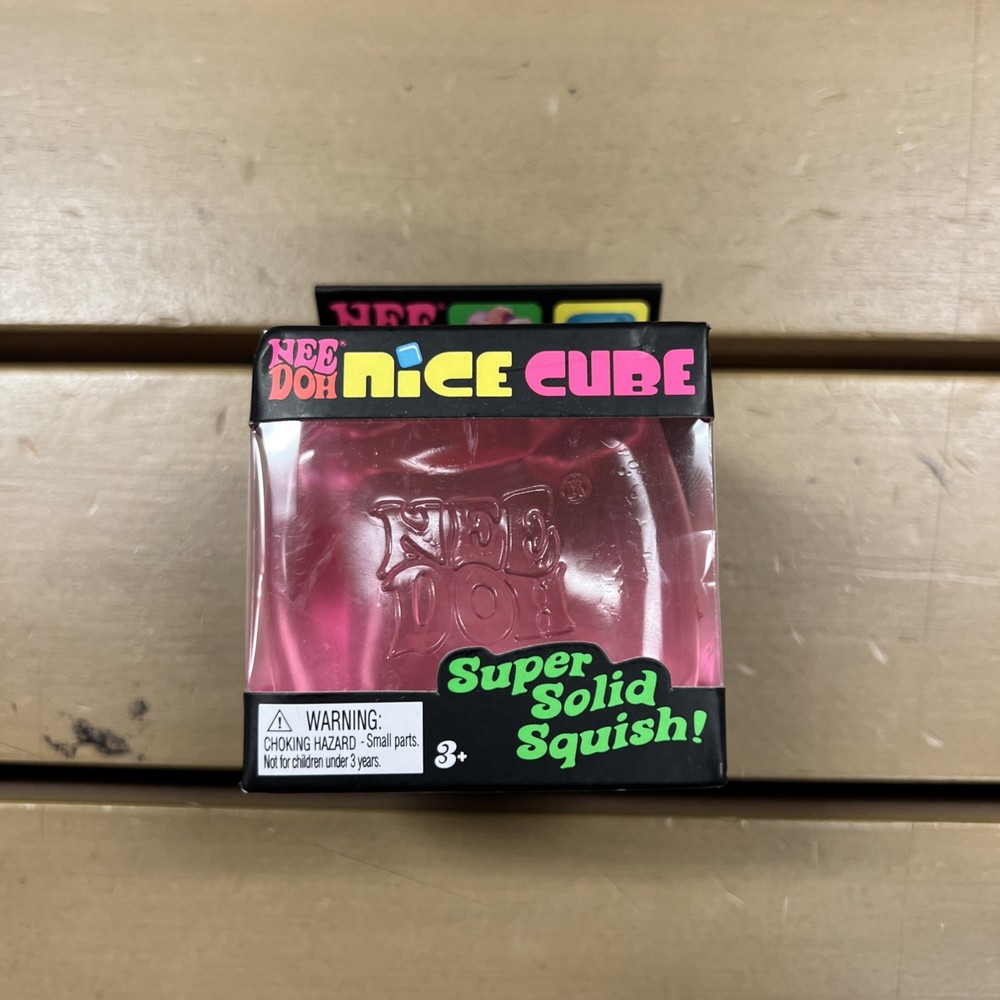 NEE®
NEE®
DOH
NiCE CUBE
NEE®
DOH
Super
Solid
Squish!
⚠ WARNING:
CHOKING HAZARD - Small parts.
Not for children under 3 years.
3+